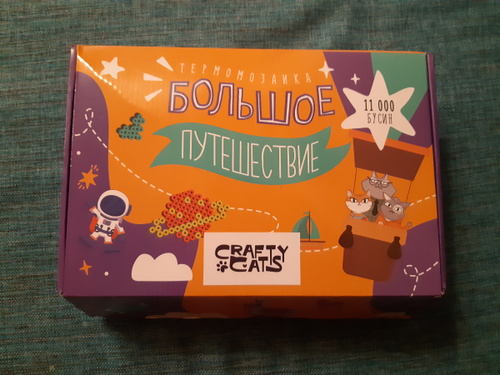 ТЕРМОМОЗАИКА
БОЛЬШОЕ
ПУТЕШЕСТВИЕ
11 000
БУСИН
CRAFTY
CATS